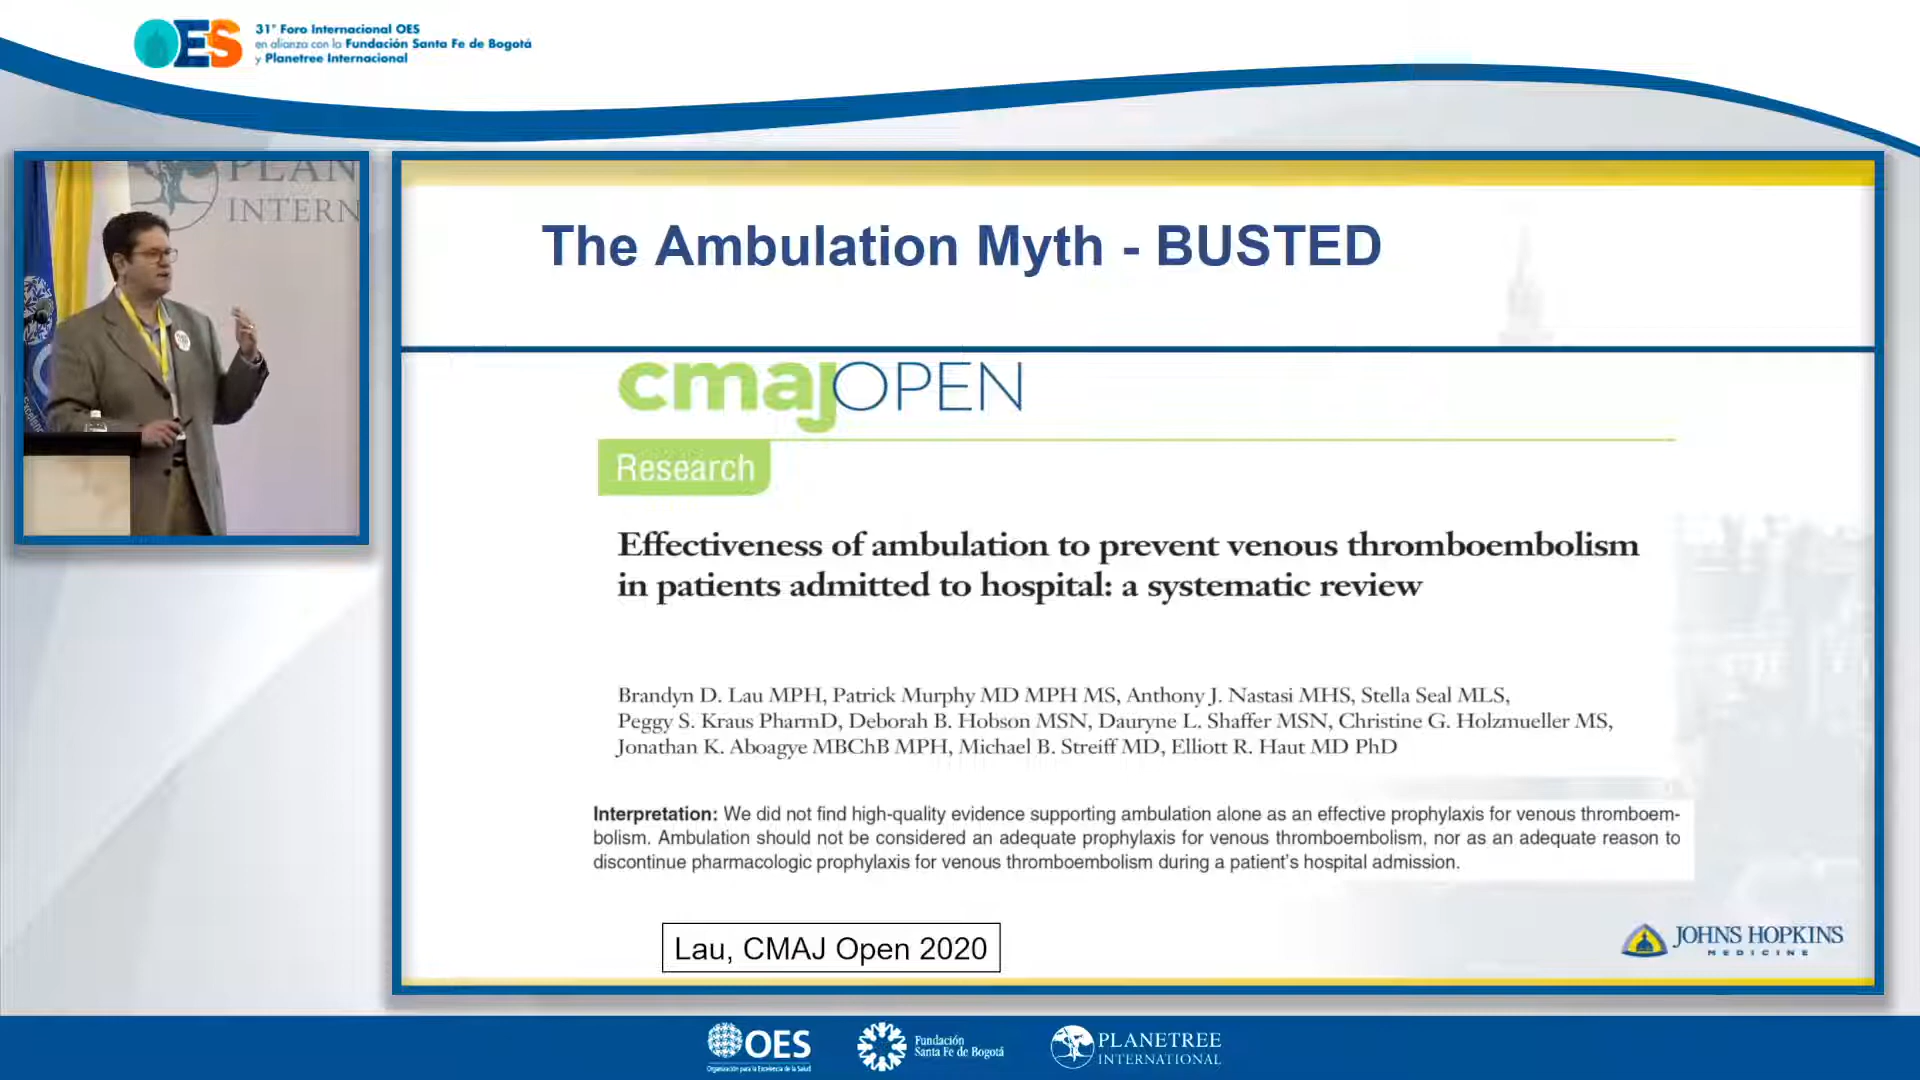 OES
31° Foro Internacional OES
en alianza con la Fundación Santa Fe de Bogotá
y Planetree Internacional
PLAN
INTERN
The Ambulation Myth - BUSTED
cmajOPEN
Research
Effectiveness of ambulation to prevent venous thromboembolism
in patients admitted to hospital: a systematic review
Brandyn D. Lau MPH, Patrick Murphy MD MPH MS, Anthony J. Nastasi MHS, Stella Seal MLS,
Peggy S. Kraus PharmD, Deborah B. Hobson MSN, Dauryne L. Shaffer MSN, Christine G. Holzmueller MS,
Jonathan K. Aboagye MBChB MPH, Michael B. Streiff MD, Elliott R. Haut MD PhD
Interpretation: We did not find high-quality evidence supporting ambulation alone as an effective prophylaxis for venous thromboem-
bolism. Ambulation should not be considered an adequate prophylaxis for venous thromboembolism, nor as an adequate reason to
discontinue pharmacologic prophylaxis for venous thromboembolism during a patient's hospital admission.
Lau, CMAJ Open 2020
JOHNS HOPKINS
MEDICINE
OES
Organización para la Excelencia de la Salud
Fundación
Santa Fe de Bogotá
PLANETREE
INTERNATIONAL